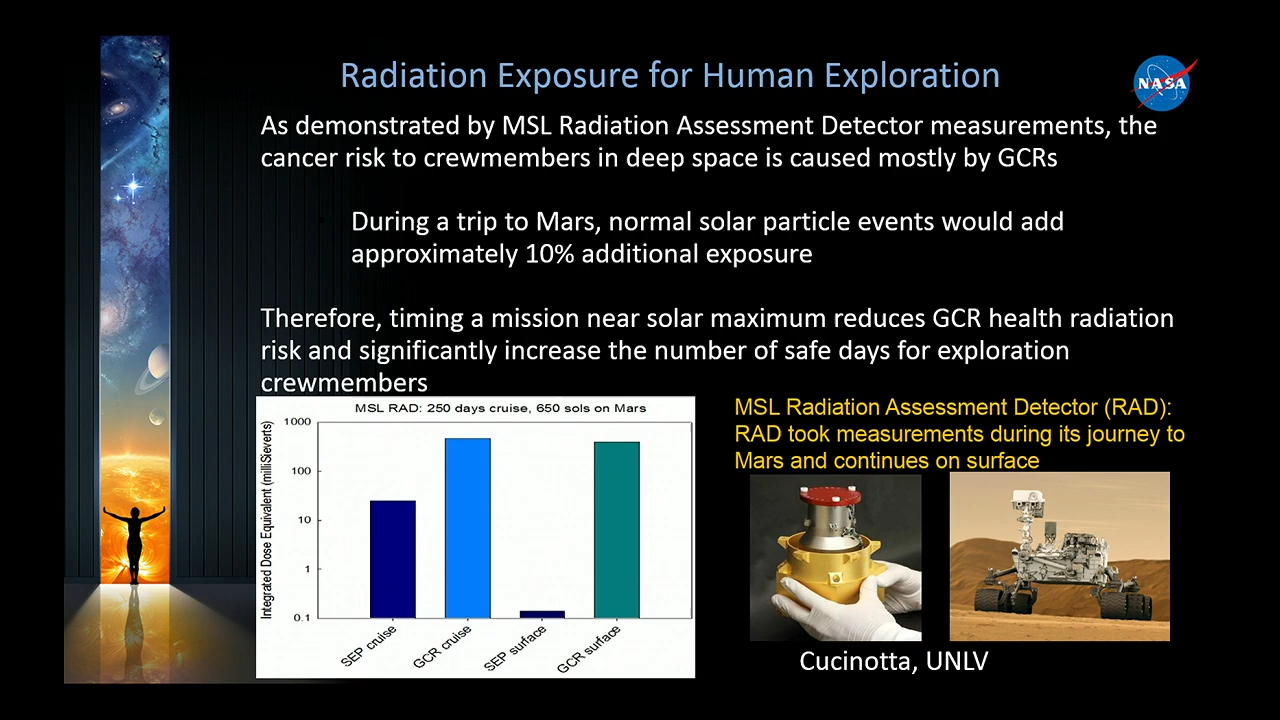 Radiation Exposure for Human Exploration
NASA
As demonstrated by MSL Radiation Assessment Detector measurements, the
cancer risk to crewmembers in deep space is caused mostly by GCRs
During a trip to Mars, normal solar particle events would add
approximately 10% additional exposure
Therefore, timing a mission near solar maximum reduces GCR health radiation
risk and significantly increase the number of safe days for exploration
crewmembers
MSL RAD: 250 days cruise, 650 sols on Mars
Integrated Dose Equivalent (milliSieverts)
1000
100
10
1
0.1
SEP cruise
GCR cruise
SEP surface
GCR surface
MSL Radiation Assessment Detector (RAD):
RAD took measurements during its journey to
Mars and continues on surface
Cucinotta, UNLV